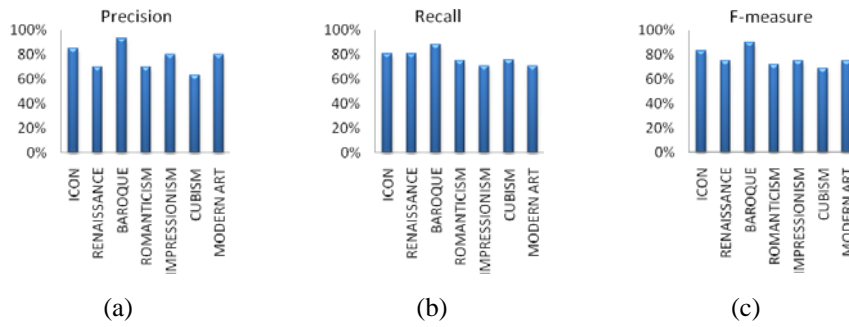 Precision
100%
80%
60%
40%
20%
0%
ICON
RENAISSANCE
BAROQUE
ROMANTICISM
IMPRESSIONISM
CUBISM
MODERN ART
(a)
Recall
100%
80%
60%
40%
20%
0%
ICON
RENAISSANCE
BAROQUE
ROMANTICISM
IMPRESSIONISM
CUBISM
MODERN ART
(b)
F-measure
100%
80%
60%
40%
20%
0%
ICON
RENAISSANCE
BAROQUE
ROMANTICISM
IMPRESSIONISM
CUBISM
MODERN ART
(c)